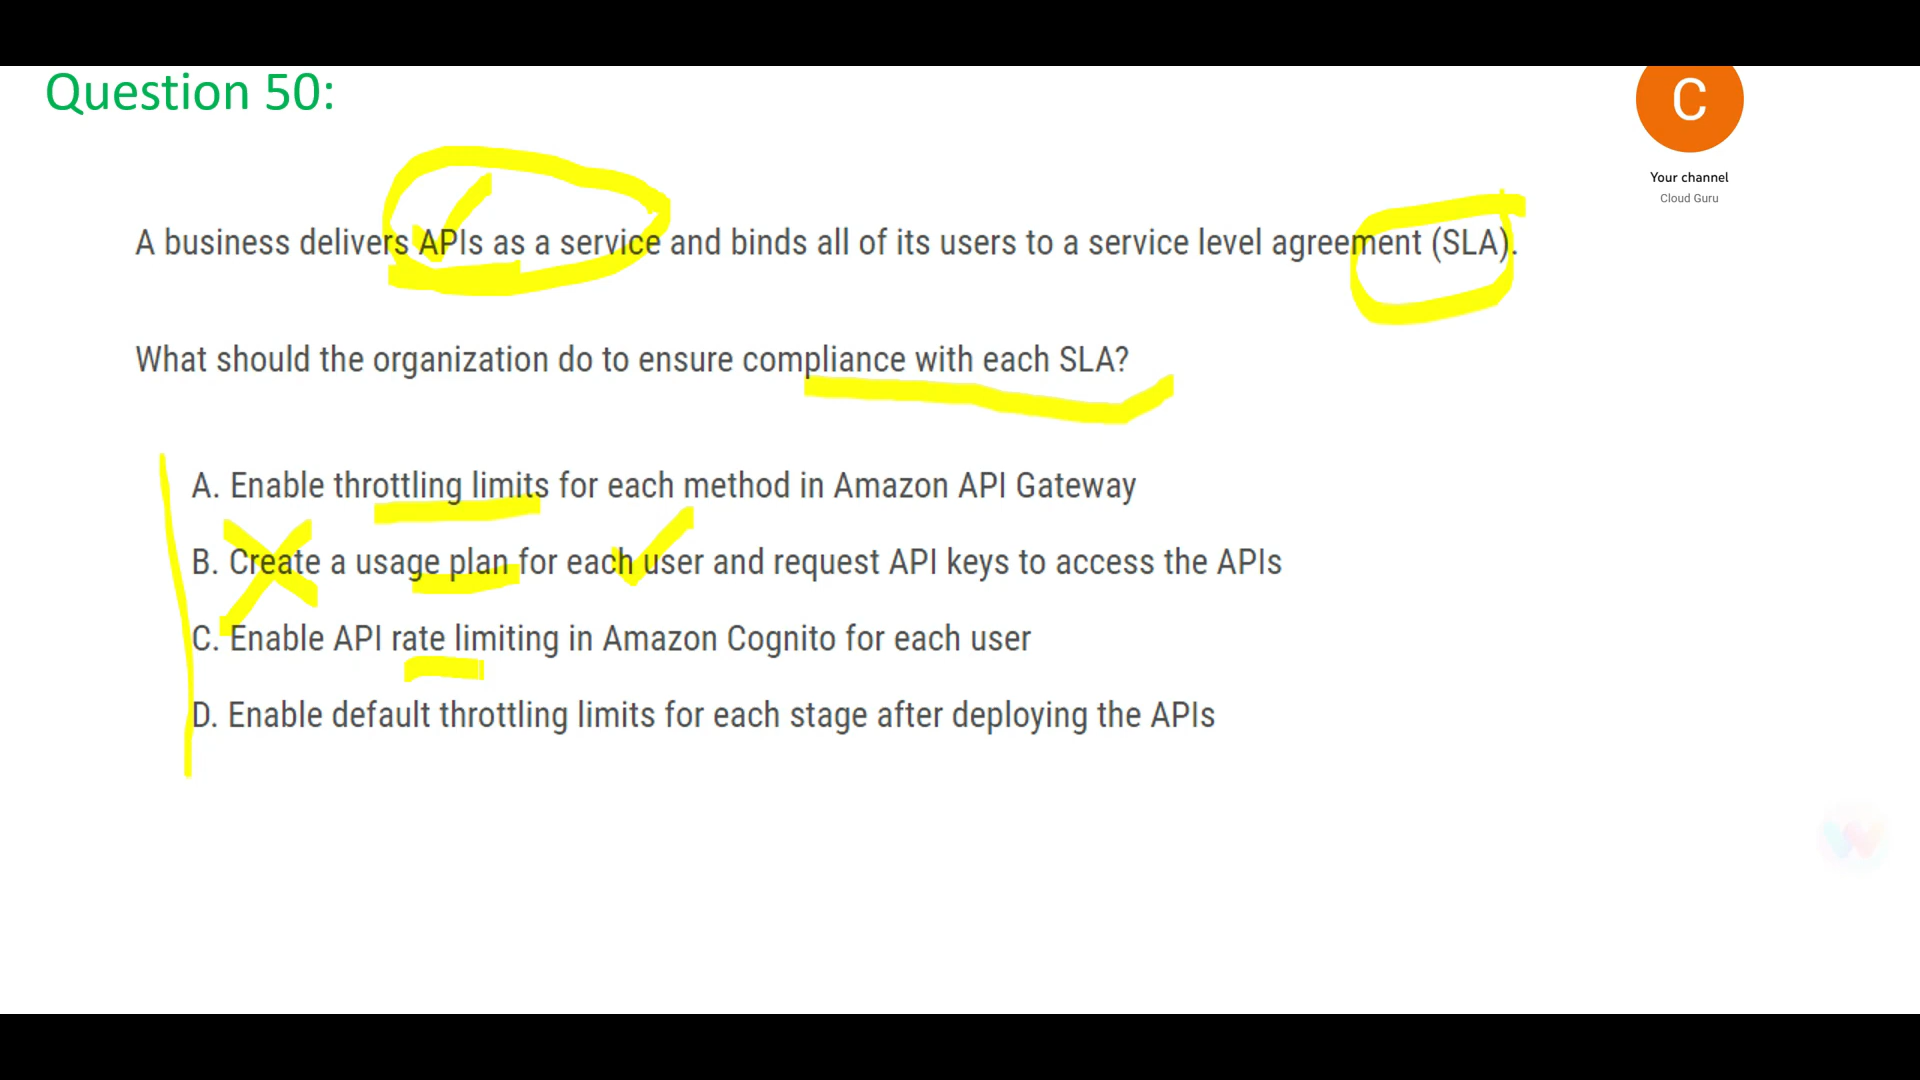 Question 50:
C
Your channel
Cloud Guru
A business delivers APIs as a service and binds all of its users to a service level agreement (SLA).
What should the organization do to ensure compliance with each SLA?
A. Enable throttling limits for each method in Amazon API Gateway
B. Create a usage plan for each user and request API keys to access the APIs
C. Enable API rate limiting in Amazon Cognito for each user
D. Enable default throttling limits for each stage after deploying the APIs